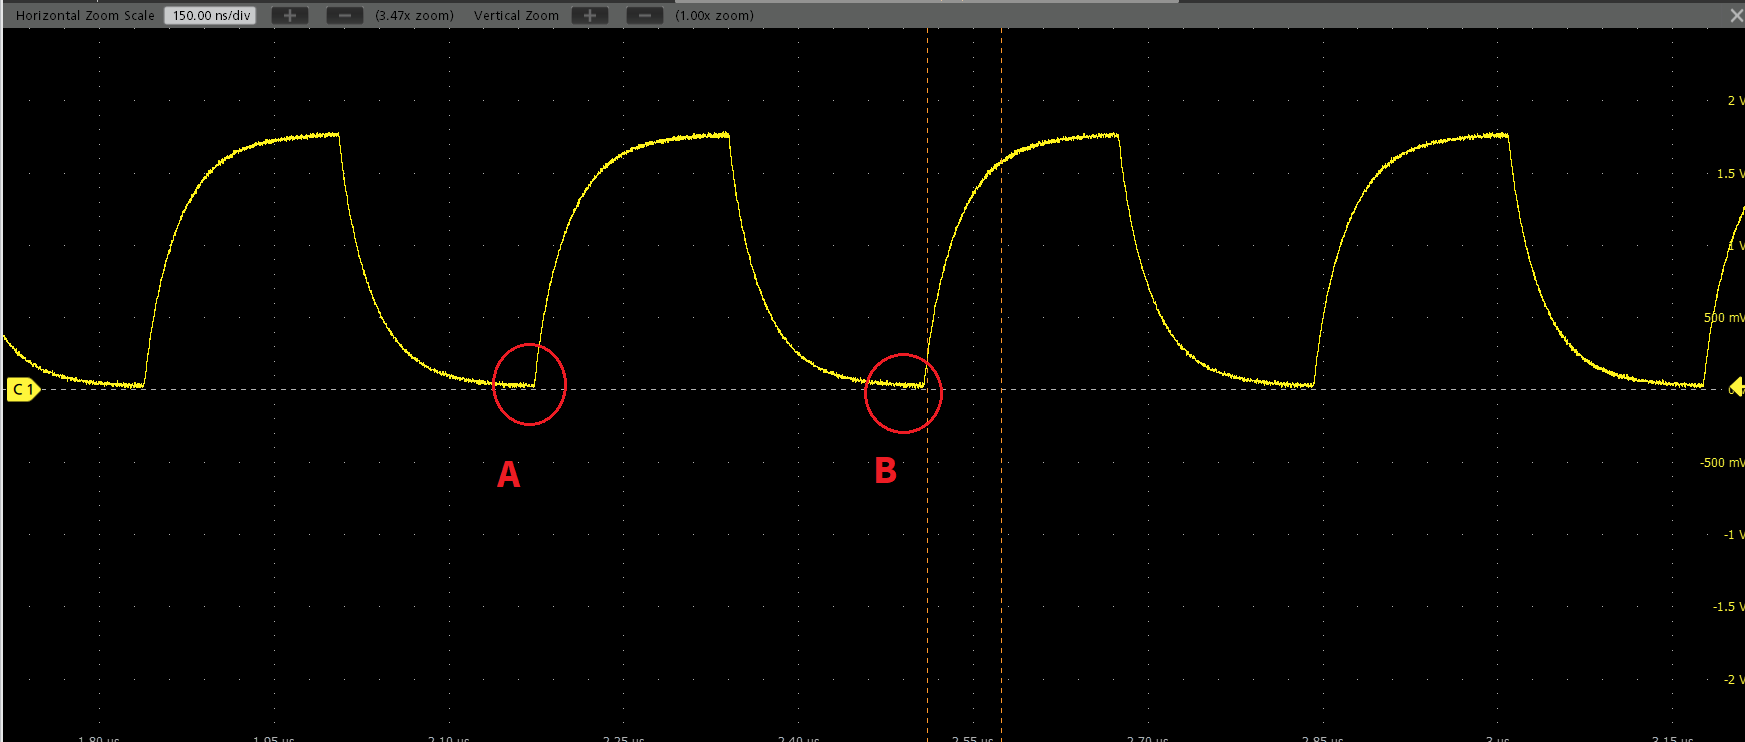 Horizontal Zoom Scale 150.00 ns/div + − (3.47x zoom) Vertical Zoom + − (1.00x zoom)
2 V
1.5 V
1 V
500 mV
C 1
-500 mV
A
B
-1 V
-1.5 V
-2 V
1.80 µs 1.95 µs 2.10 µs 2.25 µs 2.40 µs 2.55 µs 2.70 µs 2.85 µs 3 µs 3.15 µs